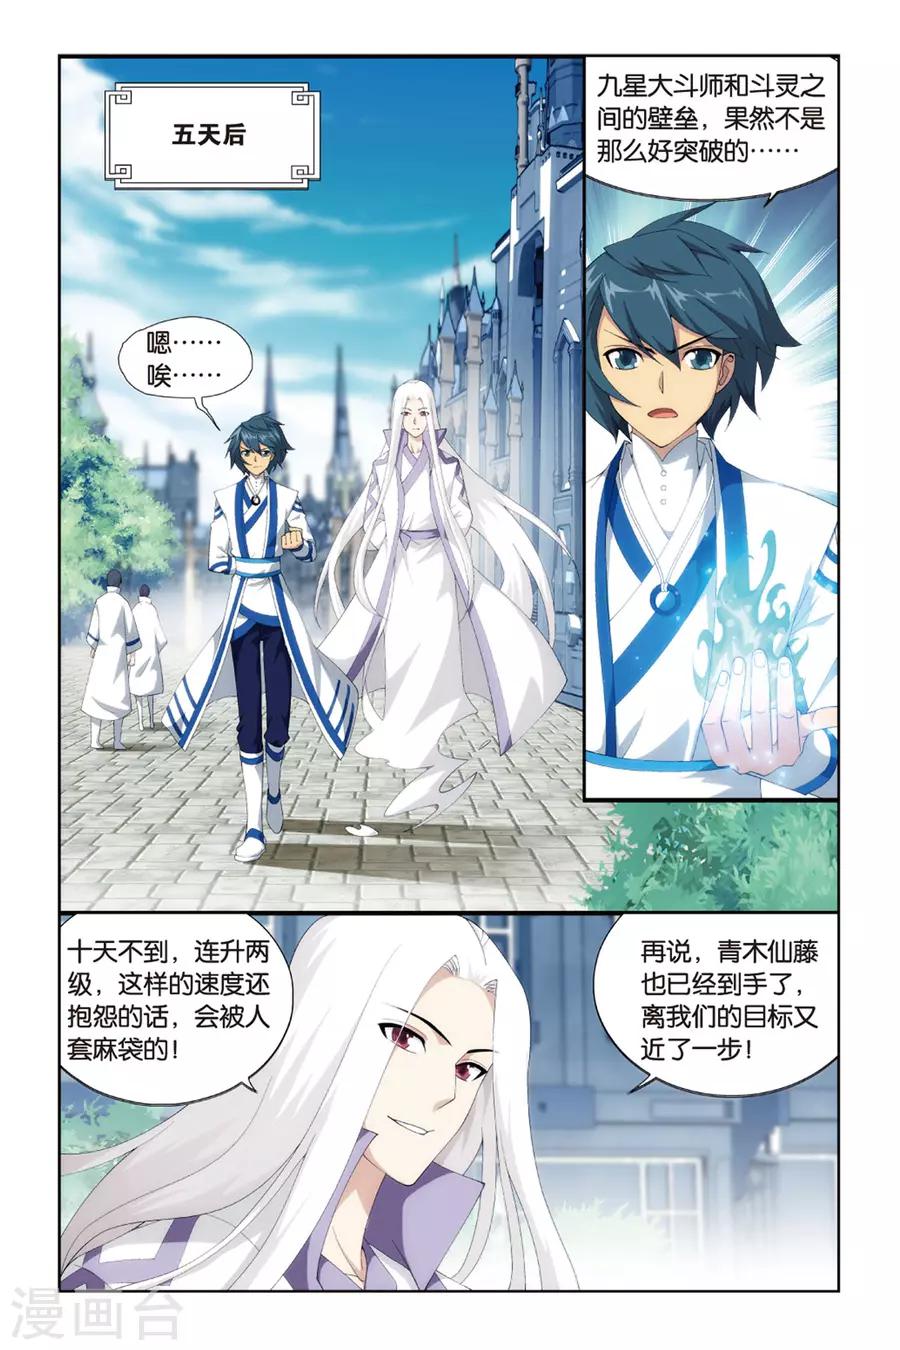 五天后
嗯……
唉……
九星大斗师和斗灵之
间的壁垒，果然不是
那么好突破的……
十天不到，连升两
级，这样的速度还
抱怨的话，会被人
套麻袋的！
再说，青木仙藤
也已经到手了，
离我们的目标又
近了一步！
漫画台